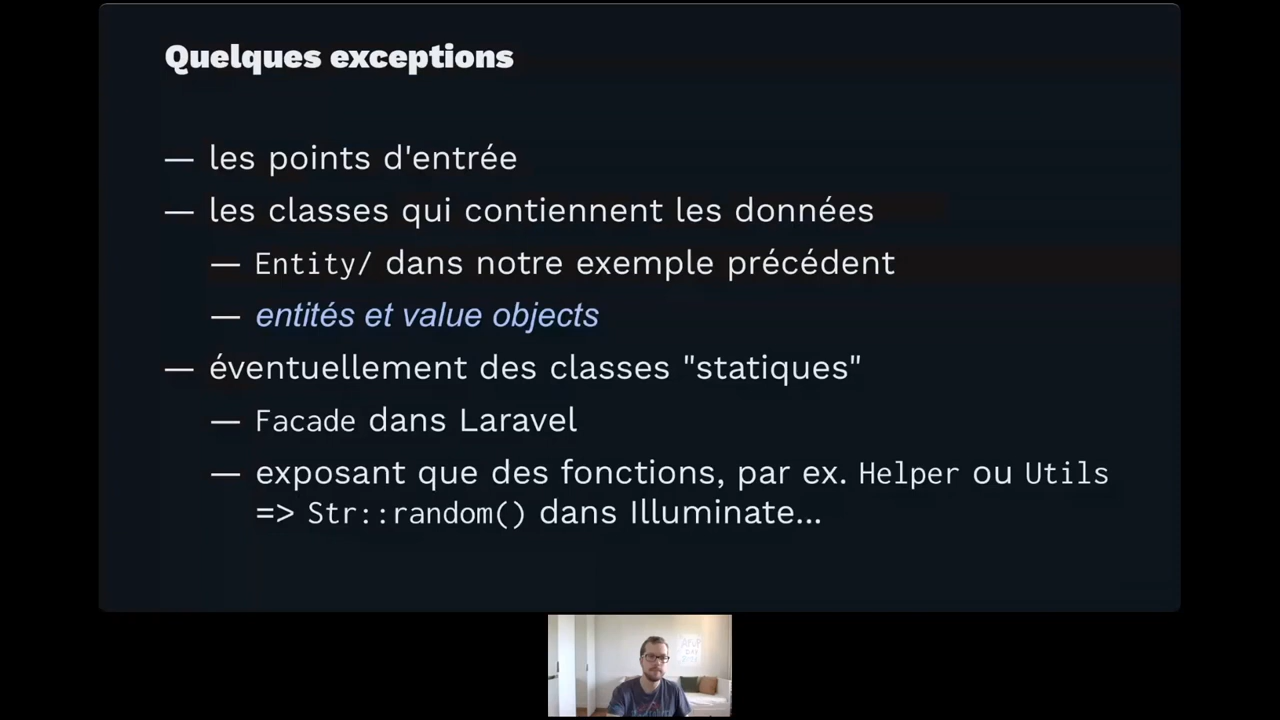 Quelques exceptions
— les points d'entrée
— les classes qui contiennent les données
— Entity/ dans notre exemple précédent
— entités et value objects
— éventuellement des classes "statiques"
— Facade dans Laravel
— exposant que des fonctions, par ex. Helper ou Utils
=> Str::random() dans Illuminate...